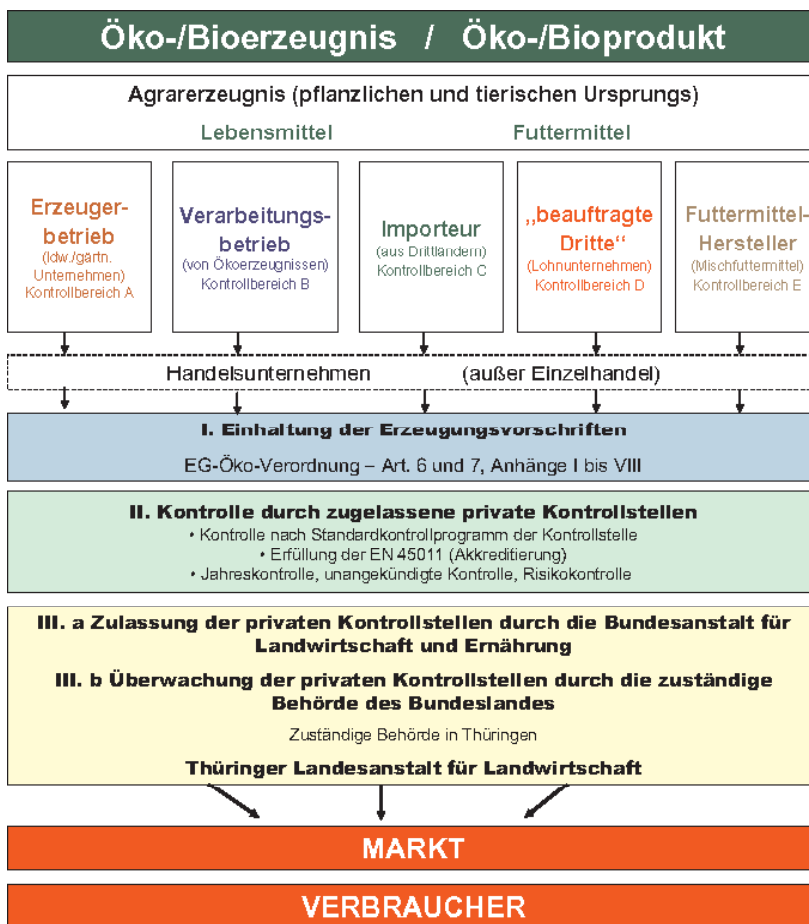 Öko-/Bioerzeugnis / Öko-/Bioprodukt
Agrarerzeugnis (pflanzlichen und tierischen Ursprungs)
Lebensmittel Futtermittel
Erzeuger-
betrieb
(ldw./gärtn.
Unternehmen)
Kontrollbereich A
Verarbeitungs-
betrieb
(von Ökoerzeugnissen)
Kontrollbereich B
Importeur
(aus Drittländern)
Kontrollbereich C
„beauftragte
Dritte“
(Lohnunternehmen)
Kontrollbereich D
Futtermittel-
Hersteller
(Mischfuttermittel)
Kontrollbereich E
Handelsunternehmen (außer Einzelhandel)
I. Einhaltung der Erzeugungsvorschriften
EG-Öko-Verordnung – Art. 6 und 7, Anhänge I bis VIII
II. Kontrolle durch zugelassene private Kontrollstellen
• Kontrolle nach Standardkontrollprogramm der Kontrollstelle
• Erfüllung der EN 45011 (Akkreditierung)
• Jahreskontrolle, unangekündigte Kontrolle, Risikokontrolle
III. a Zulassung der privaten Kontrollstellen durch die Bundesanstalt für
Landwirtschaft und Ernährung
III. b Überwachung der privaten Kontrollstellen durch die zuständige
Behörde des Bundeslandes
Zuständige Behörde in Thüringen
Thüringer Landesanstalt für Landwirtschaft
MARKT
VERBRAUCHER